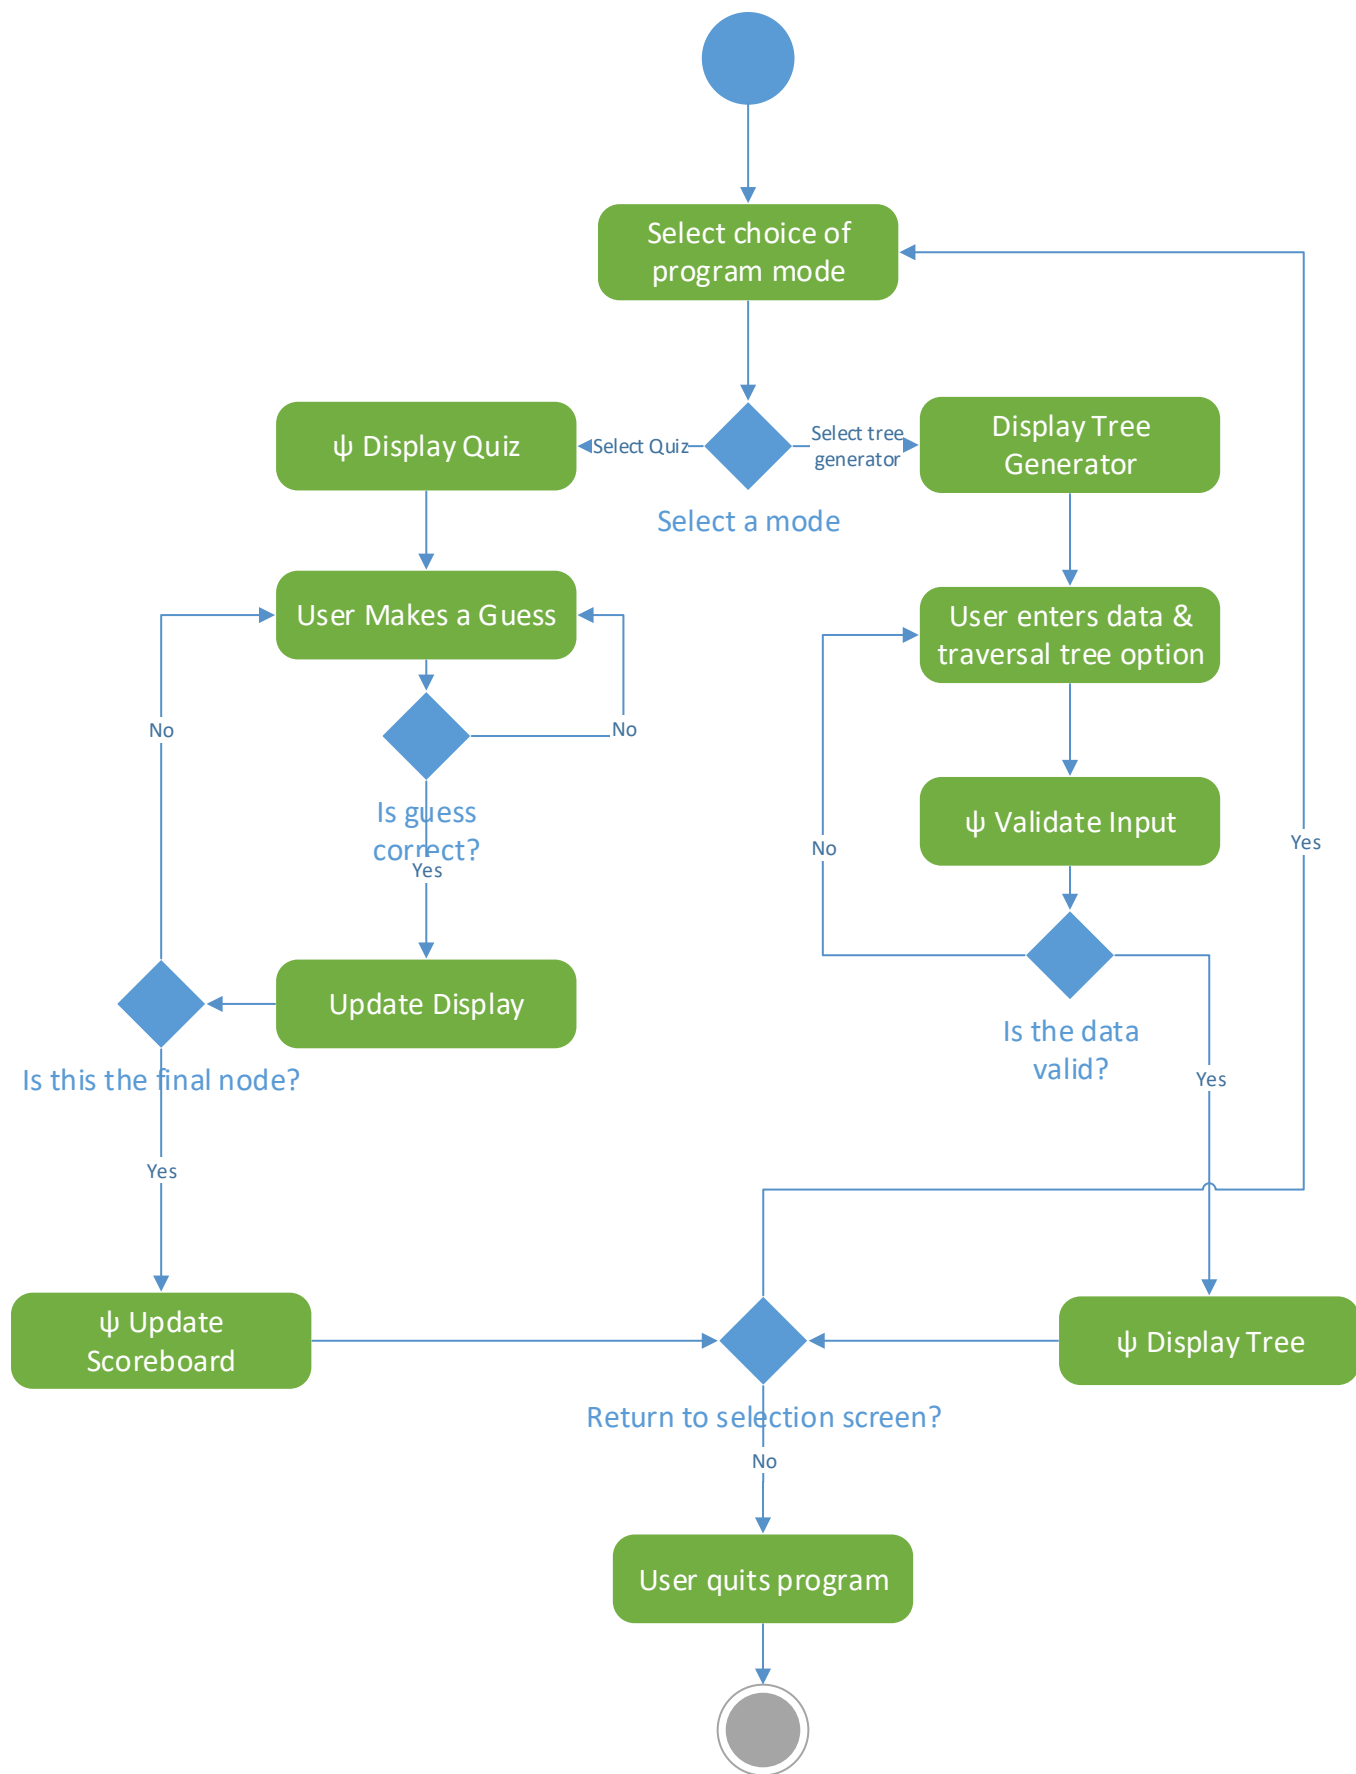 Select choice of
program mode
ψ Display Quiz
Select Quiz
Select tree
generator
Display Tree
Generator
Select a mode
User Makes a Guess
User enters data &
traversal tree option
No
No
Is guess
correct?
Yes
ψ Validate Input
No
Yes
Update Display
Is this the final node?
Is the data
valid?
Yes
Yes
ψ Update
Scoreboard
ψ Display Tree
Return to selection screen?
No
User quits program